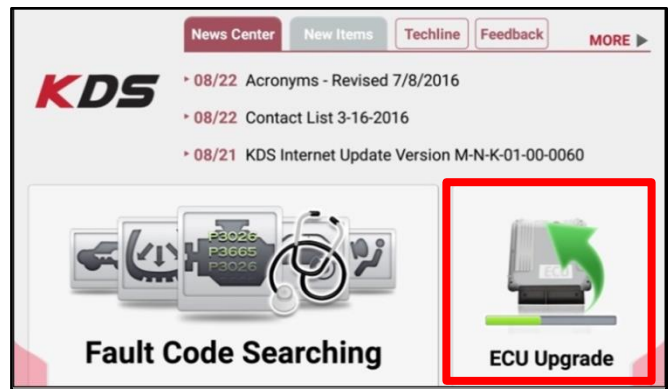 News Center New Items Techline Feedback MORE
KDS
08/22 Acronyms - Revised 7/8/2016
08/22 Contact List 3-16-2016
08/21 KDS Internet Update Version M-N-K-01-00-0060
P3026
P3665
P3026
ECU
Fault Code Searching
ECU Upgrade